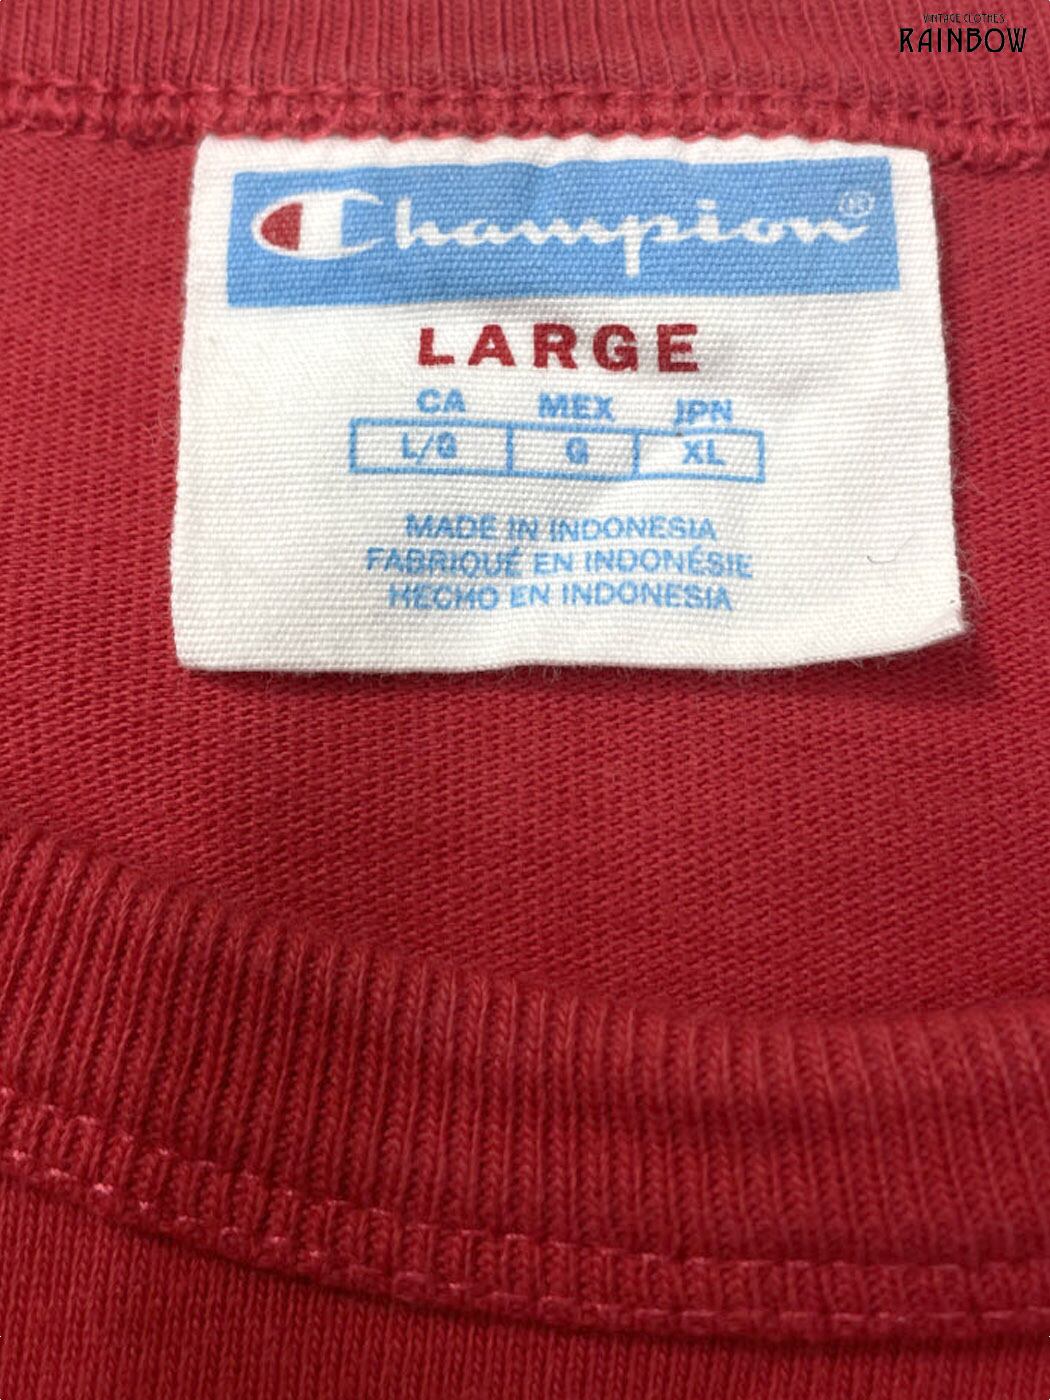 VINTAGE CLOTHES
RAINBOW
Champion®
LARGE
CA MEX JPN
L/G G XL
MADE IN INDONESIA
FABRIQUÉ EN INDONÉSIE
HECHO EN INDONESIA